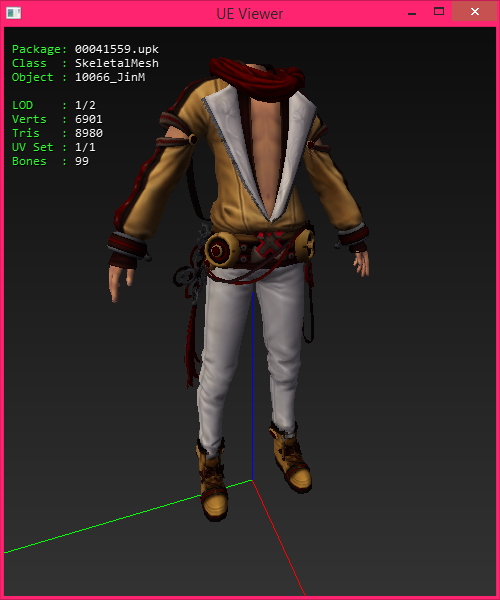 UE Viewer
Package: 00041559.upk
Class  : SkeletalMesh
Object : 10066_JinM
LOD    : 1/2
Verts  : 6901
Tris   : 8980
UV Set : 1/1
Bones  : 99